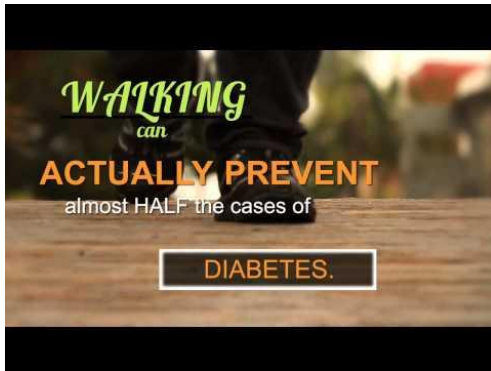 WALKING
can
ACTUALLY PREVENT
almost HALF the cases of
DIABETES.